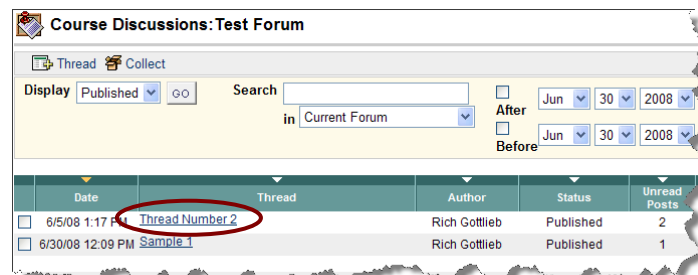 Course Discussions: Test Forum
Thread Collect
Display Published GO Search
in Current Forum
After Jun 30 2008
Before Jun 30 2008
Date Thread Author Status Unread Posts
6/5/08 1:17 PM Thread Number 2 Rich Gottlieb Published 2
6/30/08 12:09 PM Sample 1 Rich Gottlieb Published 1